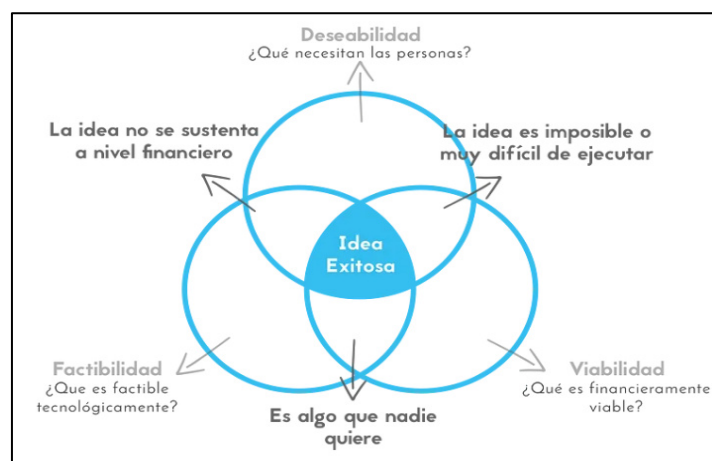 Deseabilidad
¿Qué necesitan las personas?
La idea no se sustenta
a nivel financiero
La idea es imposible o
muy difícil de ejecutar
Idea
Exitosa
Factibilidad
¿Que es factible
tecnológicamente?
Viabilidad
¿Qué es financieramente
viable?
Es algo que nadie
quiere